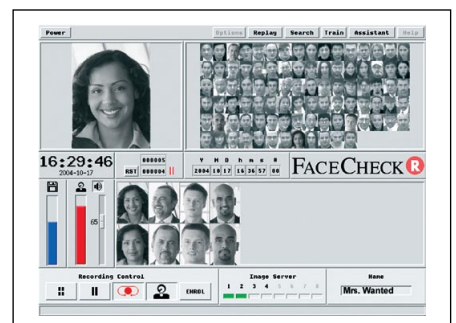 Power Options Replay Search Train Assistant Help
16:29:46
2004-10-17
000005
RST 000004
Y M D h m s #
2004 10 17 16 36 57 00
FACECHECK R
65
Recording Control
ENROL
Image Server
1 2 3 4 5 6 7 8
Name
Mrs. Wanted